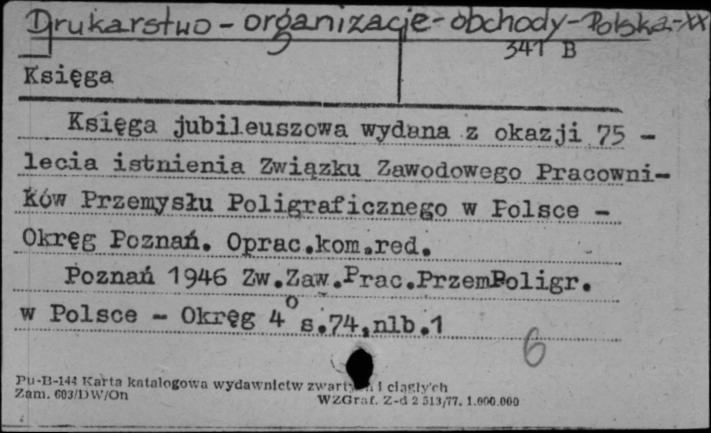 Drukarstwo - organizacje - obchody - Polska - XX
341 B
Księga
Księga jubileuszowa wydana z okazji 75 -
lecia istnienia Związku Zawodowego Pracowni-
ków Przemysłu Poligraficznego w Polsce -
Okręg Poznań. Oprac.kom.red.
Poznań 1946 Zw.Zaw.Prac.PrzemPoligr.
w Polsce - Okręg 4° s.74,nlb.1
6
Pu-B-144 Karta katalogowa wydawnictw zwartych i ciągłych
Zam. 603/DW/On WZGraf. Z-d 2 513/77. 1.000.000